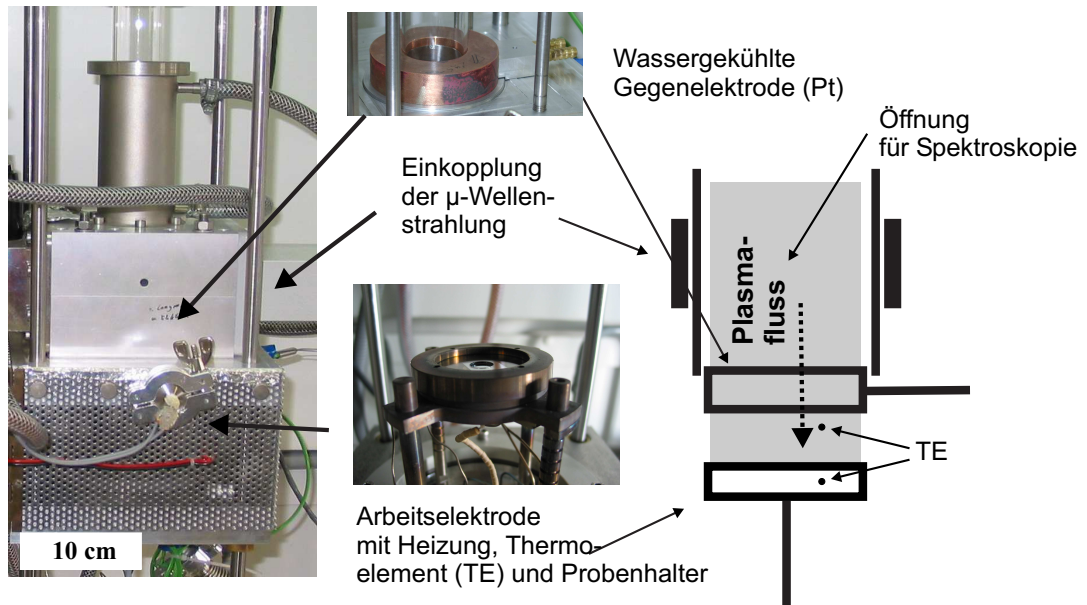 Wassergekühlte
Gegenelektrode (Pt)
Öffnung
für Spektroskopie
Einkopplung
der µ-Wellen-
strahlung
Plasma-
fluss
TE
Arbeitselektrode
mit Heizung, Thermo-
element (TE) und Probenhalter
10 cm